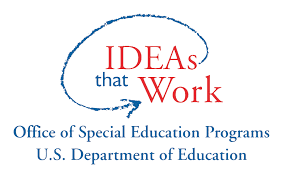 IDEAs
that Work
Office of Special Education Programs
U.S. Department of Education